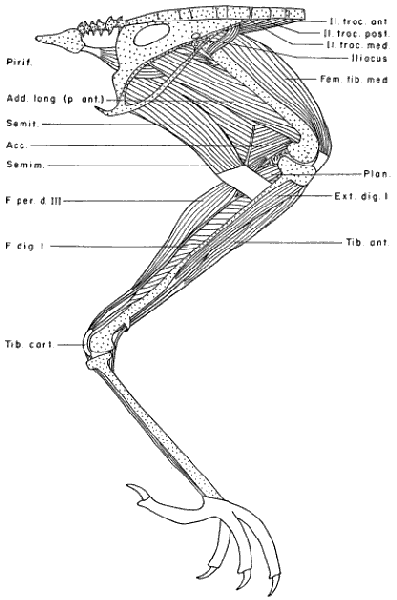 Il. troc. ant.
Il. troc. post.
Il. troc. med.
Iliacus
Pirif.
Fem. tib. med.
Add. long (p. ant.)
Semit.
Acc.
Semim.
Plan.
F per. d. III
Ext. dig. l
F dig. l
Tib. ant.
Tib. cart.